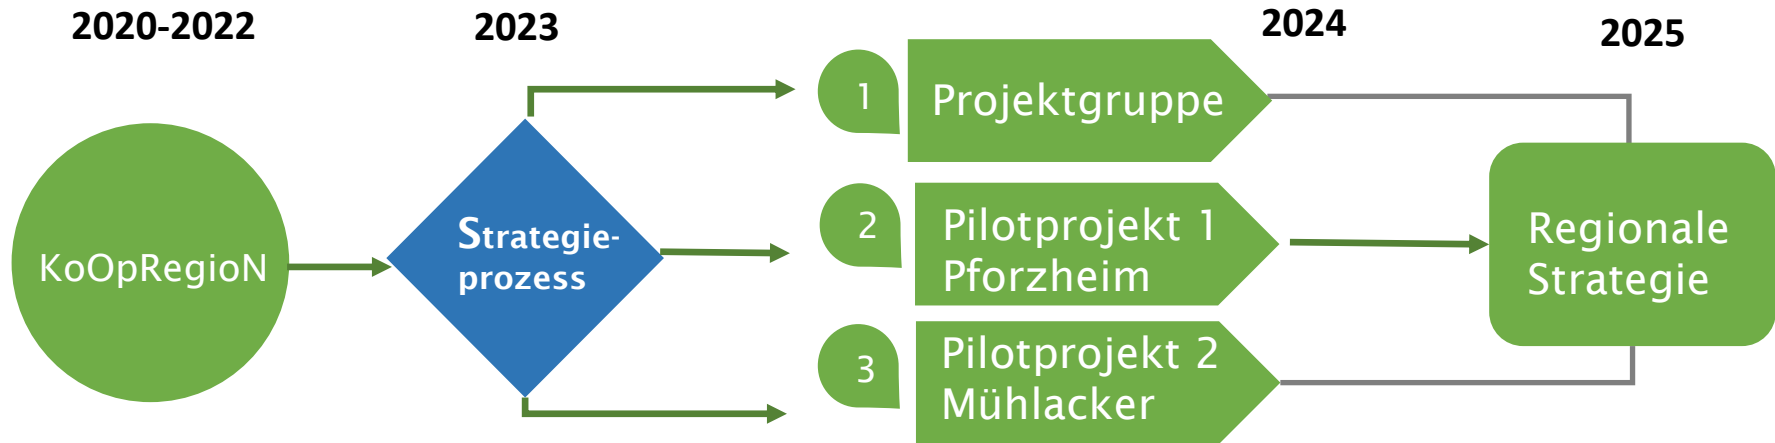 2020-2022
2023
2024
2025
KoOpRegioN
Strategie-
prozess
1
Projektgruppe
2
Pilotprojekt 1
Pforzheim
3
Pilotprojekt 2
Mühlacker
Regionale
Strategie